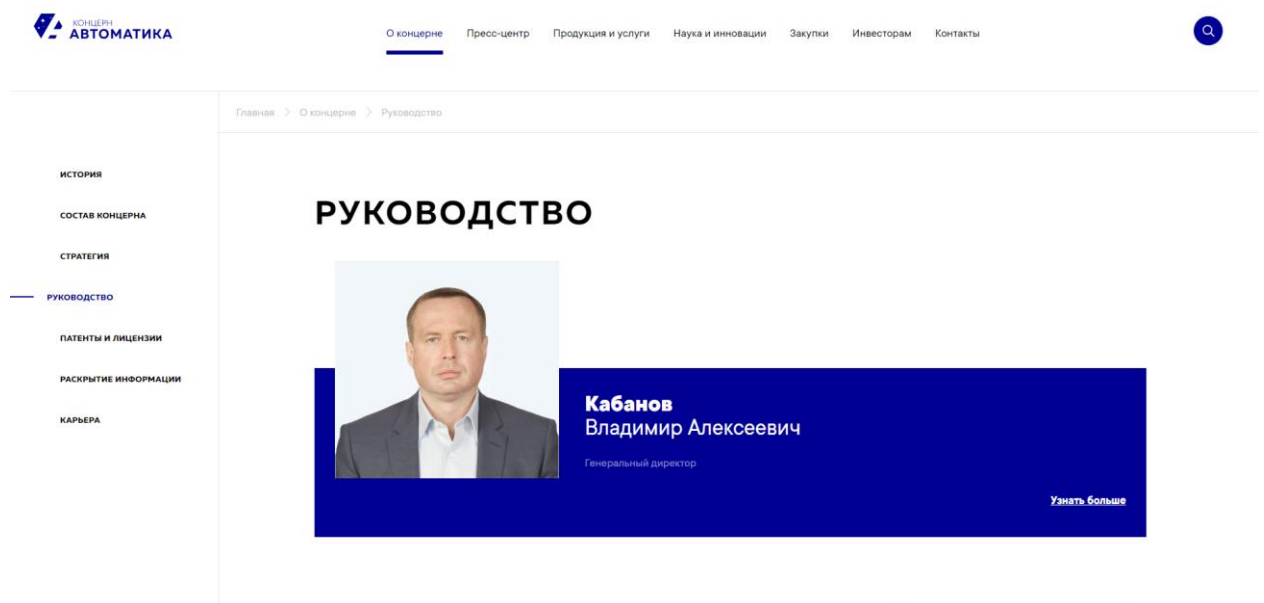 КОНЦЕРН
АВТОМАТИКА
О концерне Пресс-центр Продукция и услуги Наука и инновации Закупки Инвесторам Контакты
Главная > О концерне > Руководство
ИСТОРИЯ
СОСТАВ КОНЦЕРНА
СТРАТЕГИЯ
РУКОВОДСТВО
ПАТЕНТЫ И ЛИЦЕНЗИИ
РАСКРЫТИЕ ИНФОРМАЦИИ
КАРЬЕРА
РУКОВОДСТВО
Кабанов
Владимир Алексеевич
Генеральный директор
Узнать больше